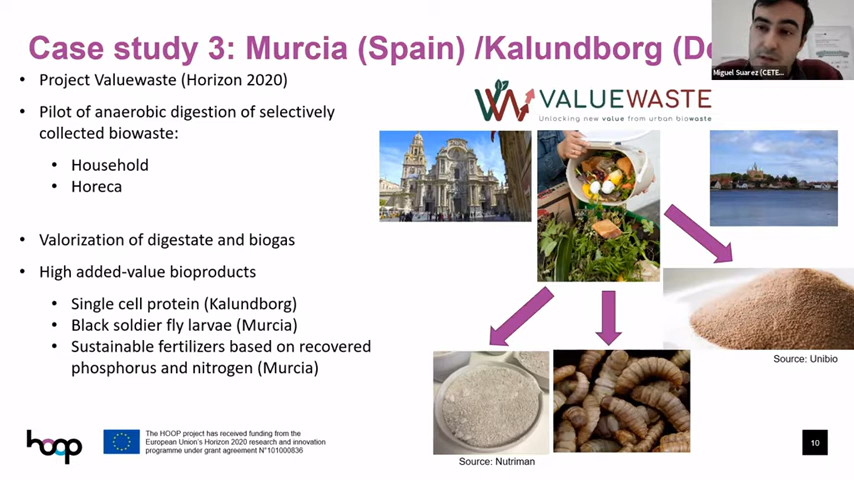 Case study 3: Murcia (Spain) /Kalundborg
Miguel Suarez (CETE...
• Project Valuewaste (Horizon 2020)
• Pilot of anaerobic digestion of selectively
collected biowaste:
• Household
• Horeca
• Valorization of digestate and biogas
• High added-value bioproducts
• Single cell protein (Kalundborg)
• Black soldier fly larvae (Murcia)
• Sustainable fertilizers based on recovered
phosphorus and nitrogen (Murcia)
VALUEWASTE
Unlocking new value from urban biowaste
Source: Unibio
Source: Nutriman
hoop
The HOOP project has received funding from the
European Union's Horizon 2020 research and innovation
programme under grant agreement N°101000836
10